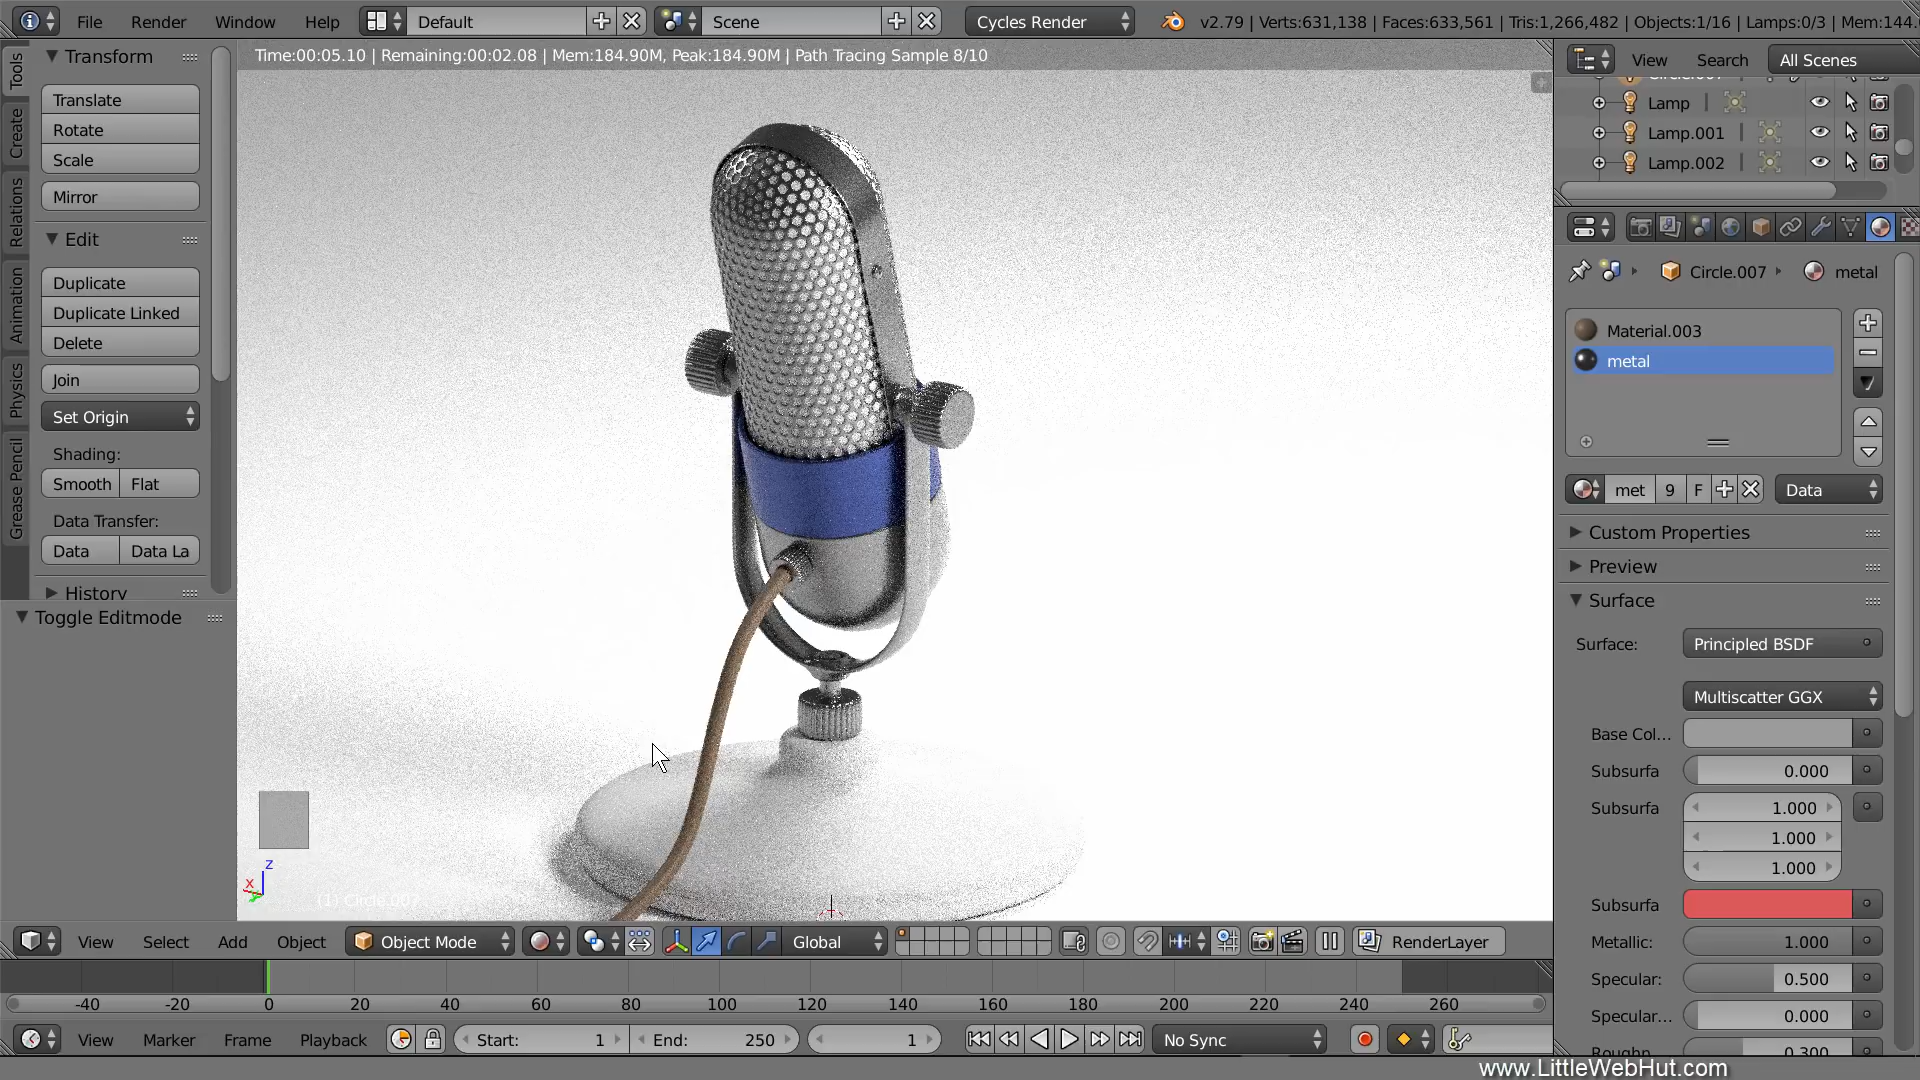 File Render Window Help Default Scene Cycles Render v2.79 | Verts:631,138 | Faces:633,561 | Tris:1,266,482 | Objects:1/16 | Lamps:0/3 | Mem:144.
Time:00:05.10 | Remaining:00:02.08 | Mem:184.90M, Peak:184.90M | Path Tracing Sample 8/10
Tools
Create
Relations
Animation
Physics
Grease Pencil
Transform
Translate
Rotate
Scale
Mirror
Edit
Duplicate
Duplicate Linked
Delete
Join
Set Origin
Shading:
Smooth Flat
Data Transfer:
Data Data La
History
Toggle Editmode
z
x
y
(1) Circle.007
View Search All Scenes
Circle.007
Lamp
Lamp.001
Lamp.002
Circle.007 metal
Material.003
metal
met 9 F Data
Custom Properties
Preview
Surface
Surface: Principled BSDF
Multiscatter GGX
Base Col...
Subsurfa 0.000
Subsurfa 1.000
1.000
1.000
Subsurfa
Metallic: 1.000
Specular: 0.500
Specular... 0.000
Roughn 0.300
View Select Add Object Object Mode Global RenderLayer
-40 -20 0 20 40 60 80 100 120 140 160 180 200 220 240 260
View Marker Frame Playback Start: 1 End: 250 1 No Sync
www.LittleWebHut.com